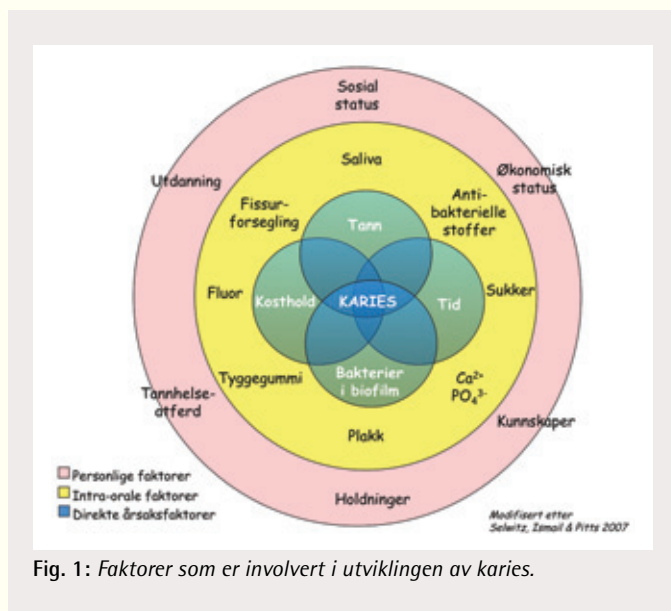 Sosial
status
Utdanning
Økonomisk
status
Saliva
Fissur-
forsegling
Anti-
bakterielle
stoffer
Tann
Fluor
Kosthold
KARIES
Tid
Sukker
Tyggegummi
Bakterier
i biofilm
Ca²⁺
PO₄³⁻
Tannhelse-
atferd
Kunnskaper
Plakk
Holdninger
Personlige faktorer
Intra-orale faktorer
Direkte årsaksfaktorer
Modifisert etter
Selwitz, Ismail & Pitts 2007
Fig. 1: Faktorer som er involvert i utviklingen av karies.